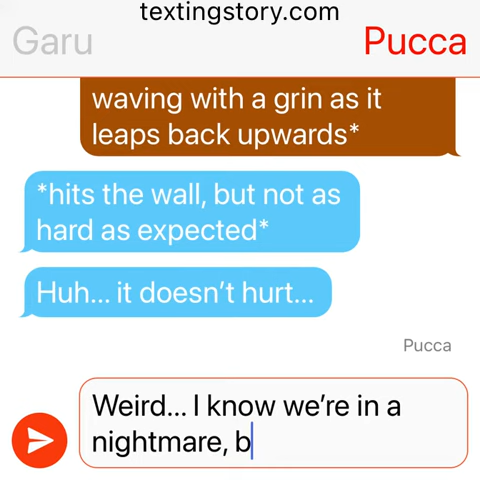 textingstory.com
Garu
Pucca
waving with a grin as it
leaps back upwards*
*hits the wall, but not as
hard as expected*
Huh... it doesn’t hurt...
Pucca
Weird... I know we’re in a
nightmare, b